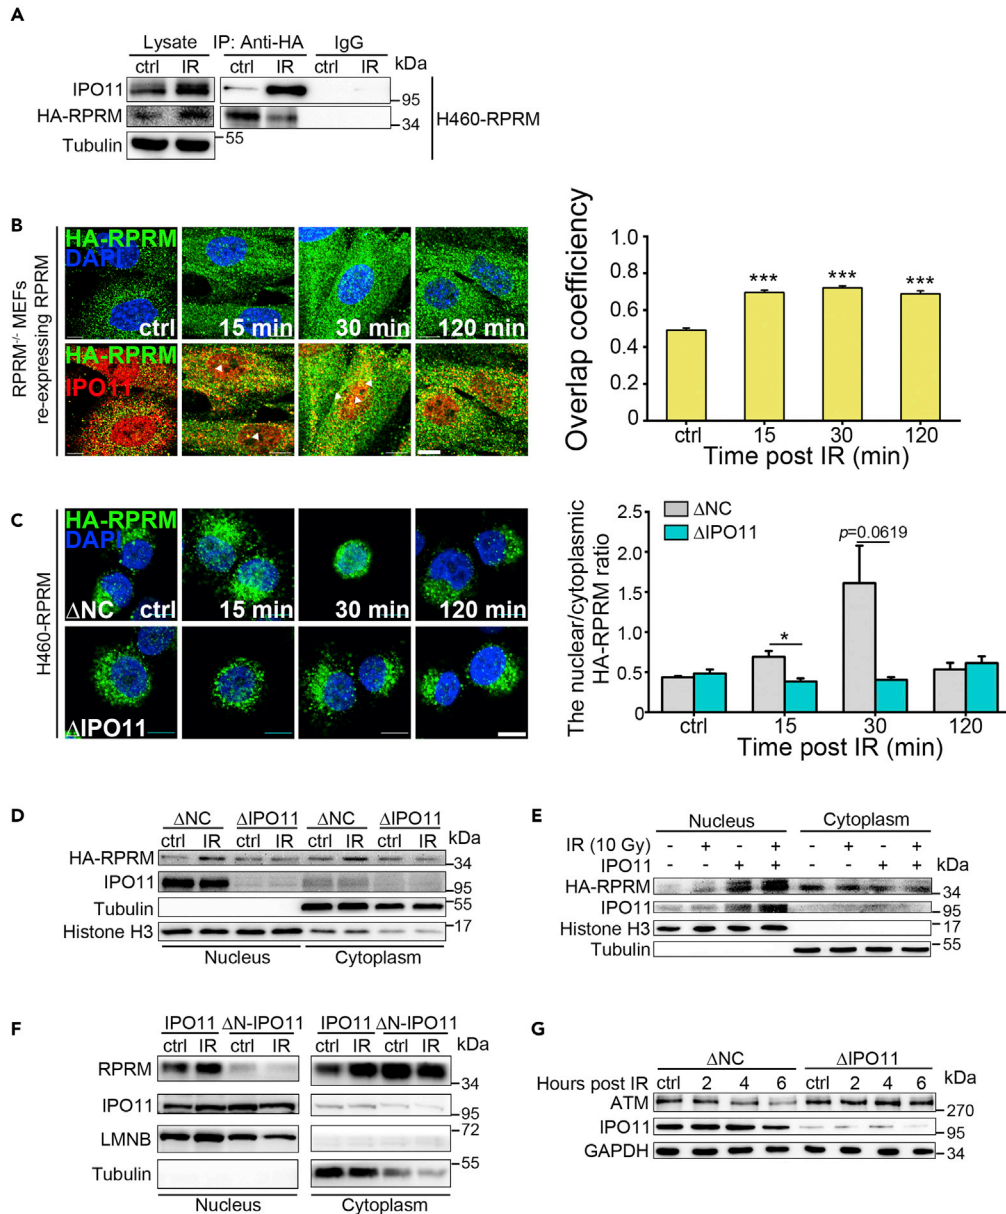 A
Lysate IP: Anti-HA IgG
ctrl IR ctrl IR ctrl IR kDa
IPO11
95
HA-RPRM
34
H460-RPRM
Tubulin
55
B
RPRM-/- MEFs
re-expressing RPRM
HA-RPRM
DAPI
ctrl 15 min 30 min 120 min
HA-RPRM
IPO11
Overlap coefficiency
1.0
0.8
0.6
0.4
0.2
0
*** *** ***
ctrl 15 30 120
Time post IR (min)
C
H460-RPRM
HA-RPRM
DAPI
ΔNC ctrl 15 min 30 min 120 min
ΔIPO11
The nuclear/cytoplasmic
HA-RPRM ratio
2.5
2.0
1.5
1.0
0.5
0
ΔNC
ΔIPO11
p=0.0619
*
ctrl 15 30 120
Time post IR (min)
D
ΔNC ΔIPO11 ΔNC ΔIPO11
ctrl IR ctrl IR ctrl IR ctrl IR kDa
HA-RPRM
34
IPO11
95
Tubulin
55
Histone H3
17
Nucleus Cytoplasm
E
Nucleus Cytoplasm
IR (10 Gy) - + - + - + - +
IPO11 - - + + - - + + kDa
HA-RPRM
34
IPO11
95
Histone H3
17
Tubulin
55
F
IPO11 ΔN-IPO11 IPO11 ΔN-IPO11
ctrl IR ctrl IR ctrl IR ctrl IR kDa
RPRM
34
IPO11
95
LMNB
72
Tubulin
55
Nucleus Cytoplasm
G
ΔNC ΔIPO11
Hours post IR ctrl 2 4 6 ctrl 2 4 6 kDa
ATM
270
IPO11
95
GAPDH
34